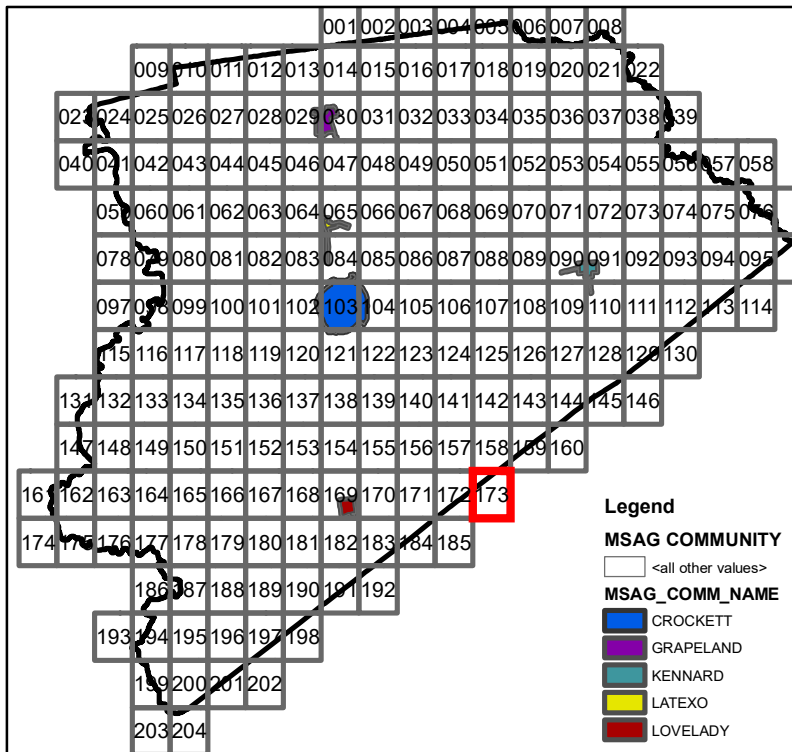 001 002 003 004 005 006 007 008
009 010 011 012 013 014 015 016 017 018 019 020 021 022
023 024 025 026 027 028 029 030 031 032 033 034 035 036 037 038 039
040 041 042 043 044 045 046 047 048 049 050 051 052 053 054 055 056 057 058
059 060 061 062 063 064 065 066 067 068 069 070 071 072 073 074 075 076
078 079 080 081 082 083 084 085 086 087 088 089 090 091 092 093 094 095
097 098 099 100 101 102 103 104 105 106 107 108 109 110 111 112 113 114
115 116 117 118 119 120 121 122 123 124 125 126 127 128 129 130
131 132 133 134 135 136 137 138 139 140 141 142 143 144 145 146
147 148 149 150 151 152 153 154 155 156 157 158 159 160
161 162 163 164 165 166 167 168 169 170 171 172 173
174 175 176 177 178 179 180 181 182 183 184 185
186 187 188 189 190 191 192
193 194 195 196 197 198
199 200 201 202
203 204
Legend
MSAG COMMUNITY
<all other values>
MSAG_COMM_NAME
CROCKETT
GRAPELAND
KENNARD
LATEXO
LOVELADY